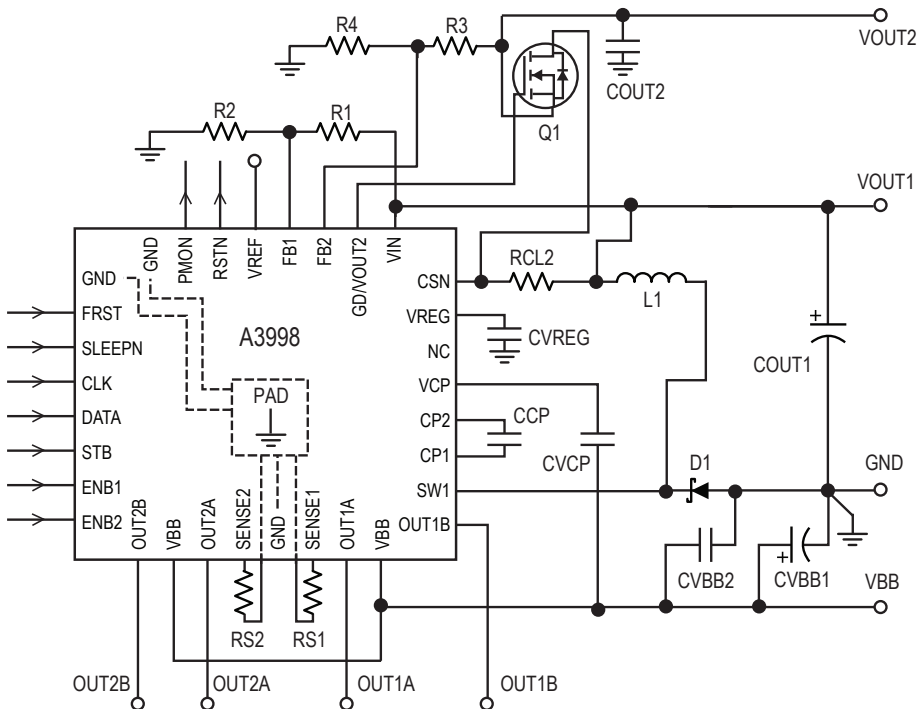 R4
R3
VOUT2
COUT2
Q1
R2
R1
VOUT1
GND
PMON
RSTN
VREF
FB1
FB2
GD/VOUT2
VIN
GND
CSN
RCL2
L1
FRST
VREG
CVREG
SLEEPN
A3998
NC
COUT1
+
CLK
VCP
PAD
DATA
CP2
CCP
STB
CP1
CVCP
D1
GND
ENB1
SW1
ENB2
OUT1B
OUT2B
VBB
OUT2A
SENSE2
GND
SENSE1
OUT1A
VBB
CVBB2
+
CVBB1
VBB
RS2
RS1
OUT2B
OUT2A
OUT1A
OUT1B